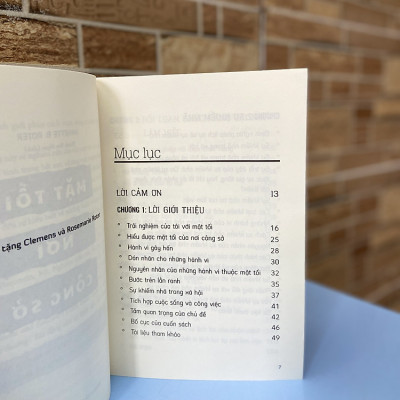 tặng Clemens và Rosemarie
Mục lục
LỜI CẢM ƠN 13
CHƯƠNG 1: LỜI GIỚI THIỆU
• Trải nghiệm của tôi với mặt tối 16
• Hiểu được mặt tối của nơi công sở 25
• Hành vi gây hấn 28
• Dán nhãn cho những hành vi 30
• Nguyên nhân của những hành vi thuộc mặt tối 32
• Bước trên lằn ranh 35
• Sự khiếm nhã trong xã hội 37
• Tích hợp cuộc sống và công việc 41
• Tầm quan trọng của chủ đề 42
• Bố cục của cuốn sách 46
• Tài liệu tham khảo 49
7